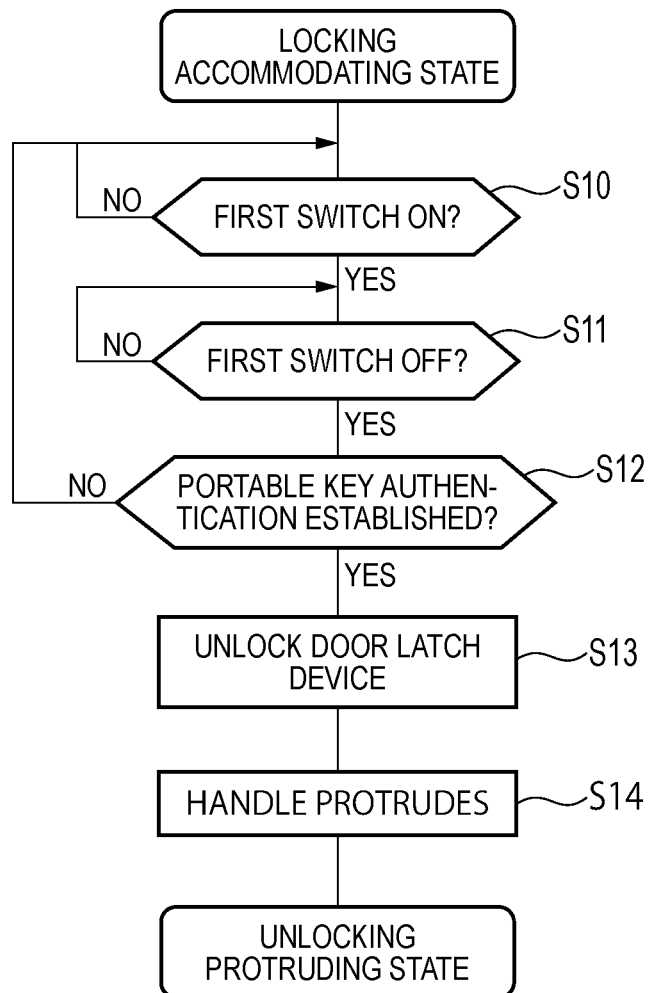 LOCKING
ACCOMMODATING STATE
S10
NO
FIRST SWITCH ON?
YES
S11
NO
FIRST SWITCH OFF?
YES
S12
NO
PORTABLE KEY AUTHEN-
TICATION ESTABLISHED?
YES
UNLOCK DOOR LATCH
DEVICE
S13
HANDLE PROTRUDES
S14
UNLOCKING
PROTRUDING STATE